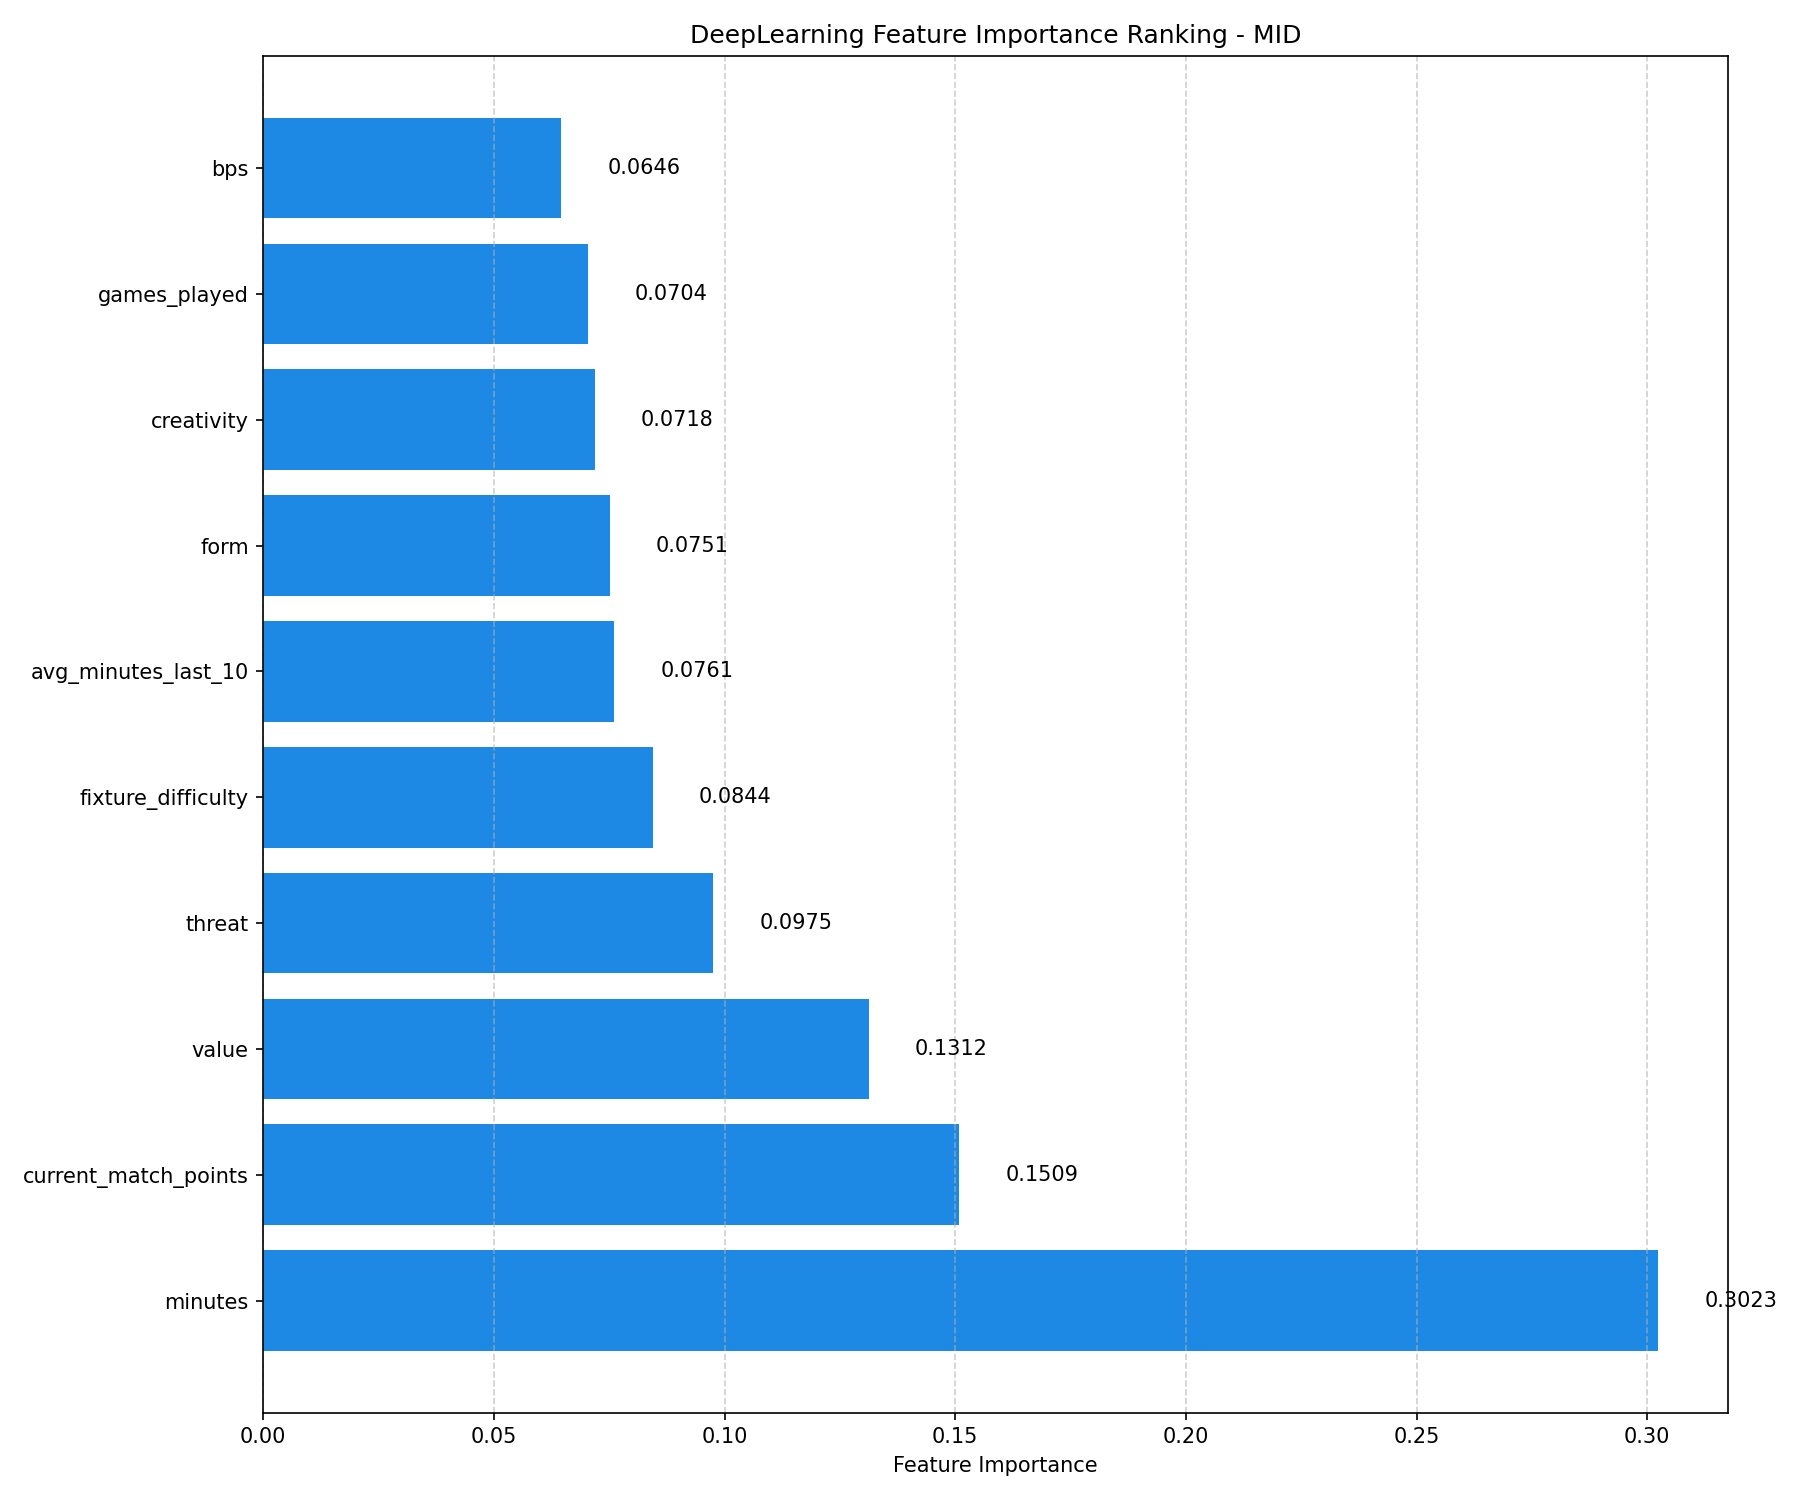 DeepLearning Feature Importance Ranking - MID
bps 0.0646
games_played 0.0704
creativity 0.0718
form 0.0751
avg_minutes_last_10 0.0761
fixture_difficulty 0.0844
threat 0.0975
value 0.1312
current_match_points 0.1509
minutes 0.3023
0.00 0.05 0.10 0.15 0.20 0.25 0.30
Feature Importance